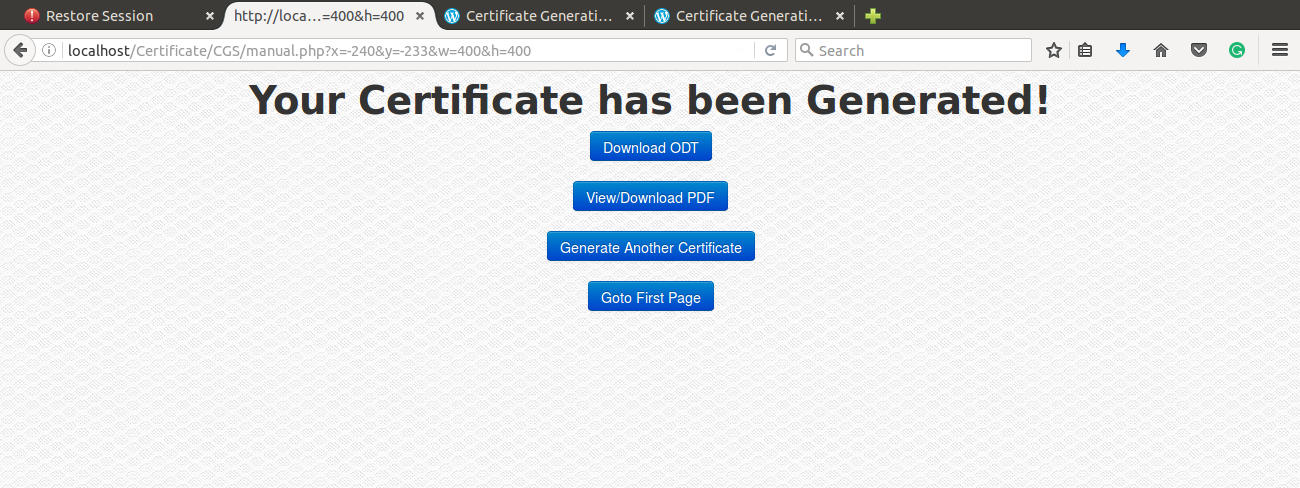 Restore Session
http://loca...=400&h=400
Certificate Generati...
Certificate Generati...
localhost/Certificate/CGS/manual.php?x=-240&y=-233&w=400&h=400
Search
Your Certificate has been Generated!
Download ODT
View/Download PDF
Generate Another Certificate
Goto First Page